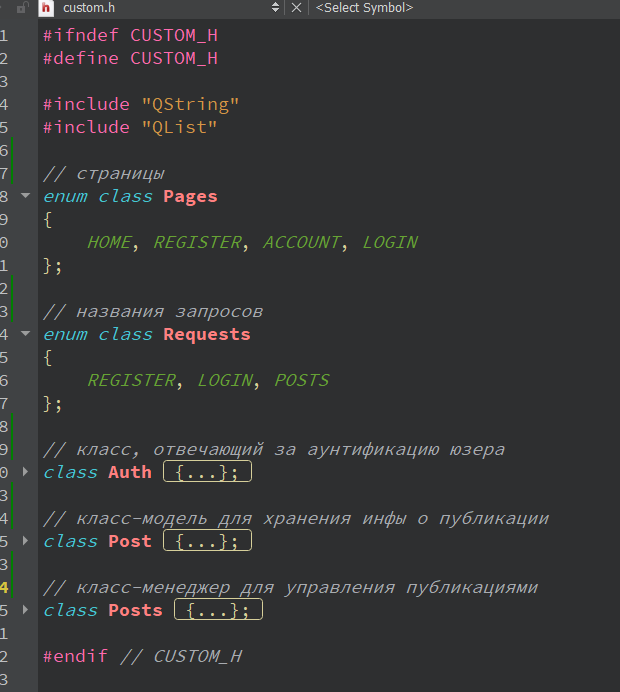 custom.h
<Select Symbol>
1 #ifndef CUSTOM_H
2 #define CUSTOM_H
3
4 #include "QString"
5 #include "QList"
6
7 // страницы
8 enum class Pages
9 {
0 HOME, REGISTER, ACCOUNT, LOGIN
1 };
2
3 // названия запросов
4 enum class Requests
5 {
6 REGISTER, LOGIN, POSTS
7 };
8
9 // класс, отвечающий за аунтификацию юзера
0 class Auth {...};
3
4 // класс-модель для хранения инфы о публикации
5 class Post {...};
3
4 // класс-менеджер для управления публикациями
5 class Posts {...};
1
2 #endif // CUSTOM_H
3